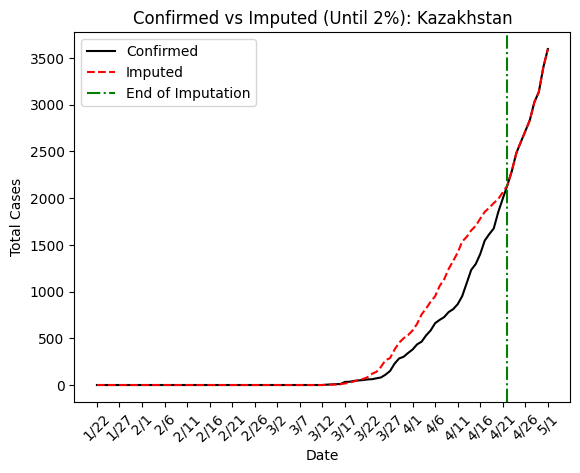 Confirmed vs Imputed (Until 2%): Kazakhstan
Confirmed
Imputed
End of Imputation
Total Cases
3500
3000
2500
2000
1500
1000
500
0
1/22 1/27 2/1 2/6 2/11 2/16 2/21 2/26 3/2 3/7 3/12 3/17 3/22 3/27 4/1 4/6 4/11 4/16 4/21 4/26 5/1
Date